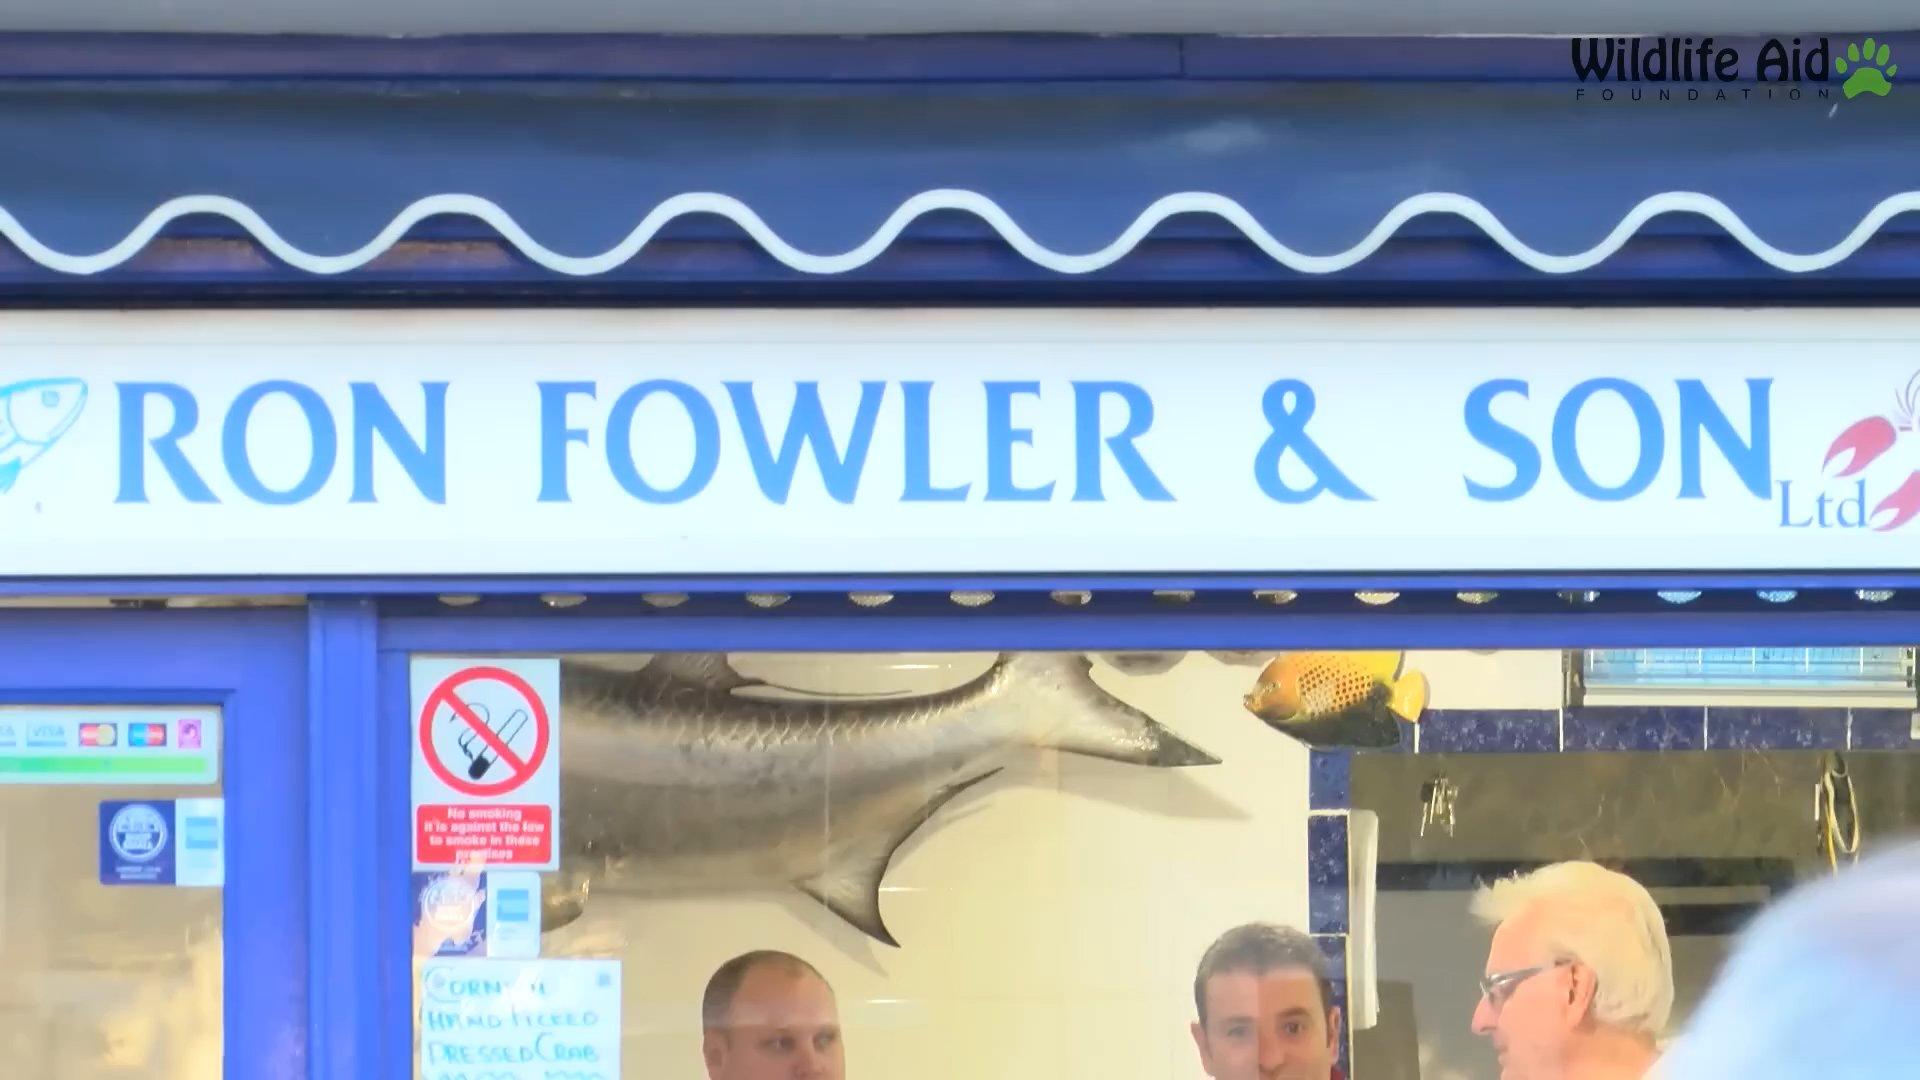 Wildlife Aid
FOUNDATION
RON FOWLER & SON
Ltd
VISA
No smoking
It is against the law
to smoke in these
premises
HAND PICKED
DRESSED CRAB